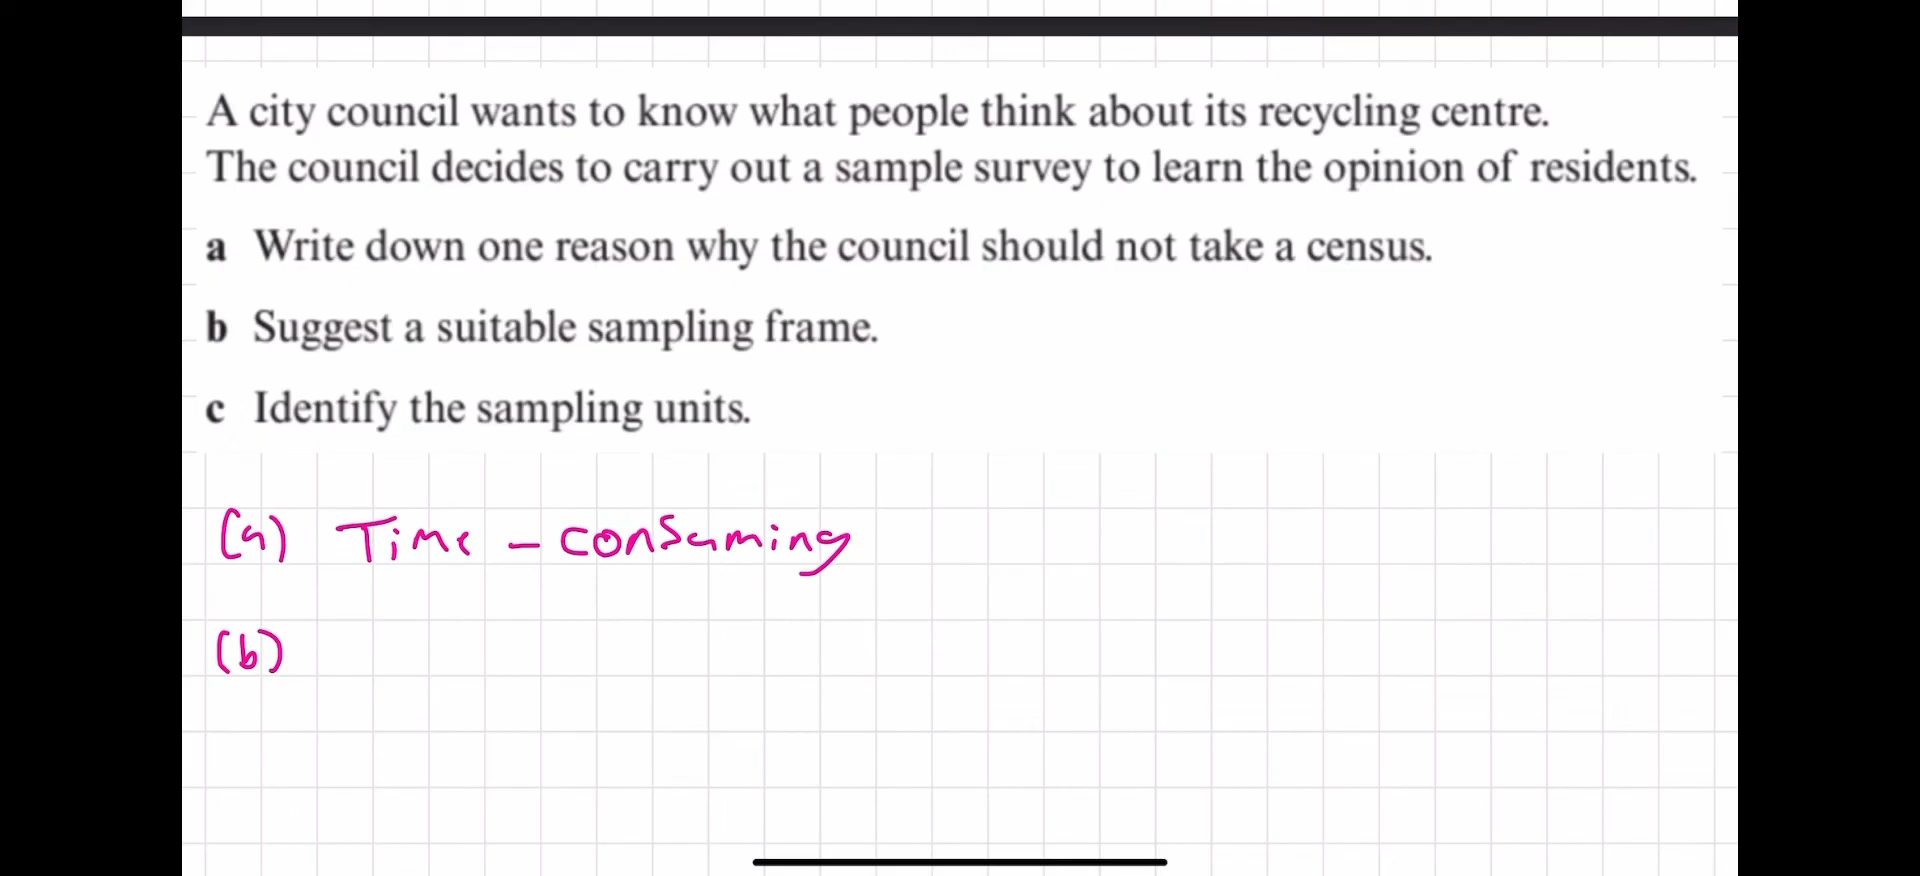 A city council wants to know what people think about its recycling centre.
The council decides to carry out a sample survey to learn the opinion of residents.
a Write down one reason why the council should not take a census.
b Suggest a suitable sampling frame.
c Identify the sampling units.
(a) Time - consuming
(b)